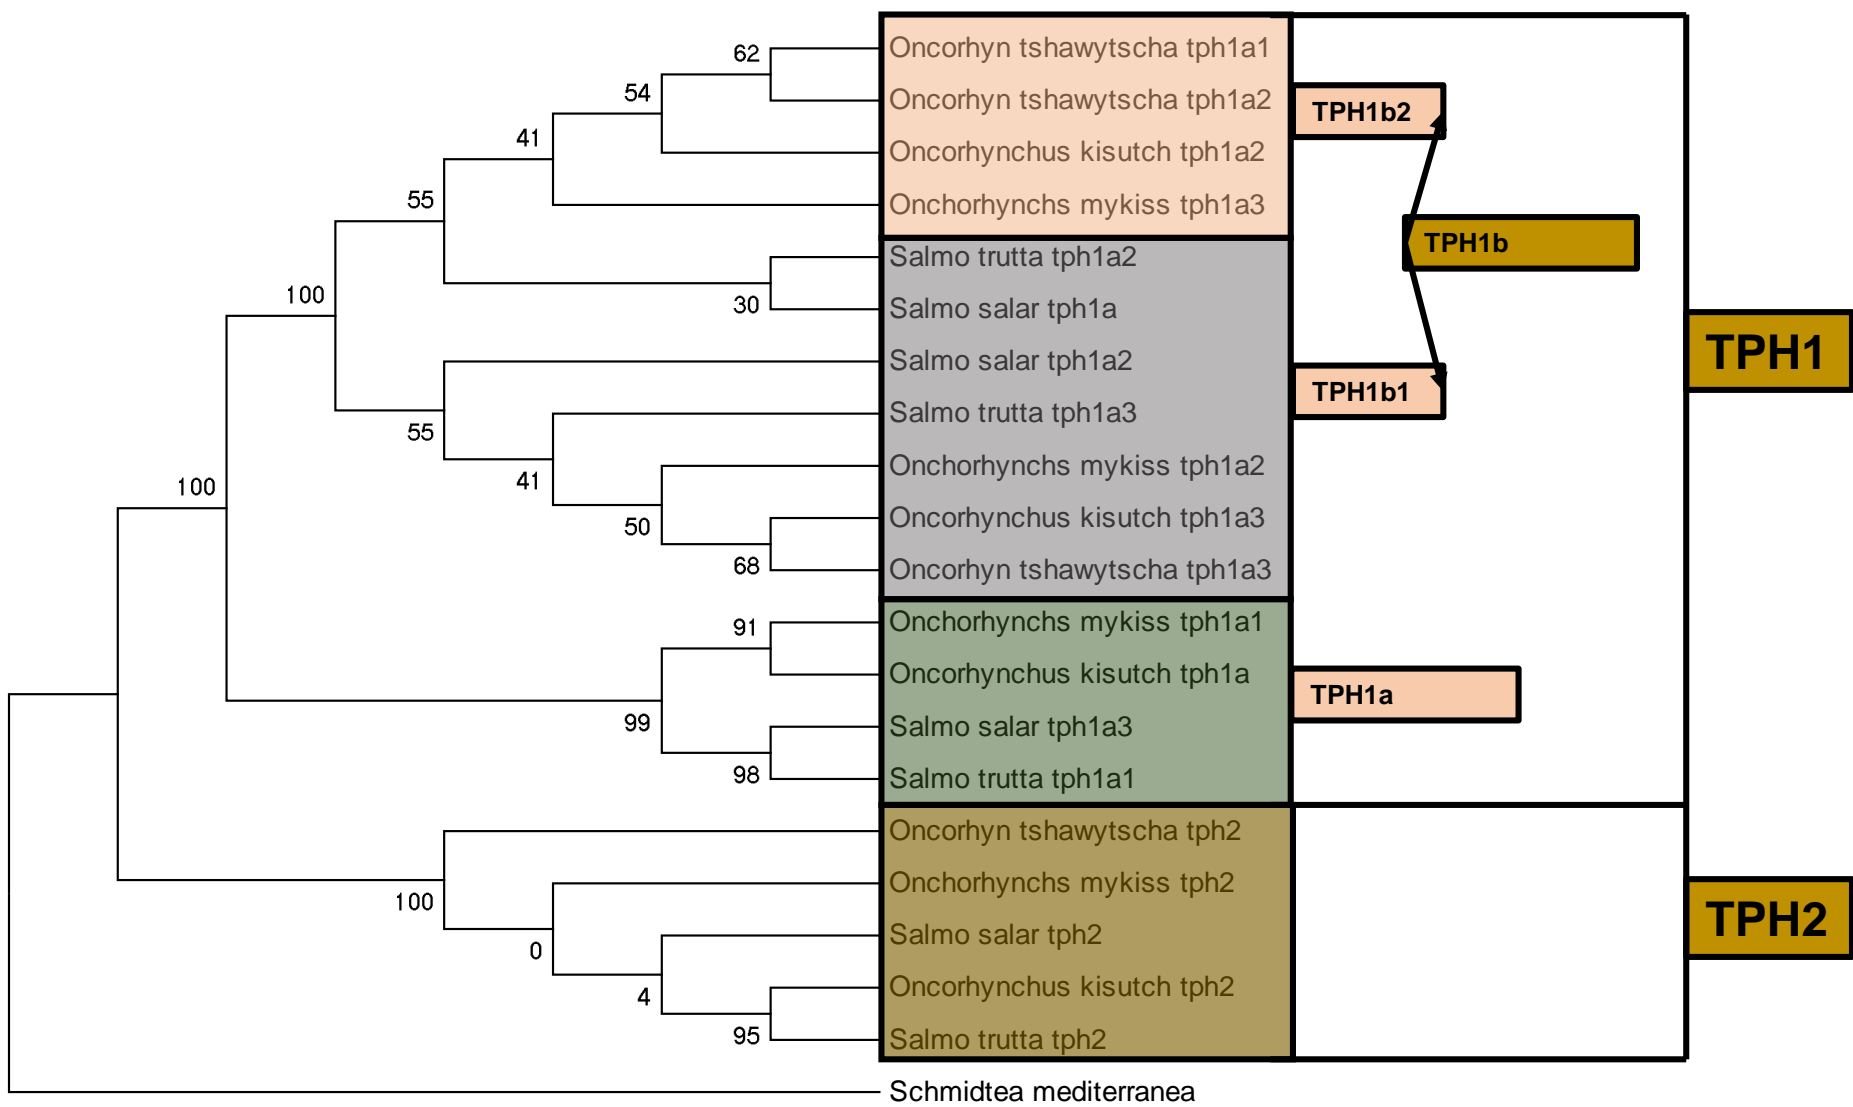 62
Oncorhyn tshawytscha tph1a1
54
Oncorhyn tshawytscha tph1a2
TPH1b2
41
Oncorhynchus kisutch tph1a2
55
Onchorhynchs mykiss tph1a3
TPH1b
Salmo trutta tph1a2
100
30
Salmo salar tph1a
TPH1
Salmo salar tph1a2
TPH1b1
55
Salmo trutta tph1a3
Onchorhynchs mykiss tph1a2
100
41
Oncorhynchus kisutch tph1a3
50
68
Oncorhyn tshawytscha tph1a3
91
Onchorhynchs mykiss tph1a1
Oncorhynchus kisutch tph1a
TPH1a
99
Salmo salar tph1a3
98
Salmo trutta tph1a1
Oncorhyn tshawytscha tph2
100
Onchorhynchs mykiss tph2
TPH2
0
Salmo salar tph2
4
Oncorhynchus kisutch tph2
95
Salmo trutta tph2
Schmidtea mediterranea